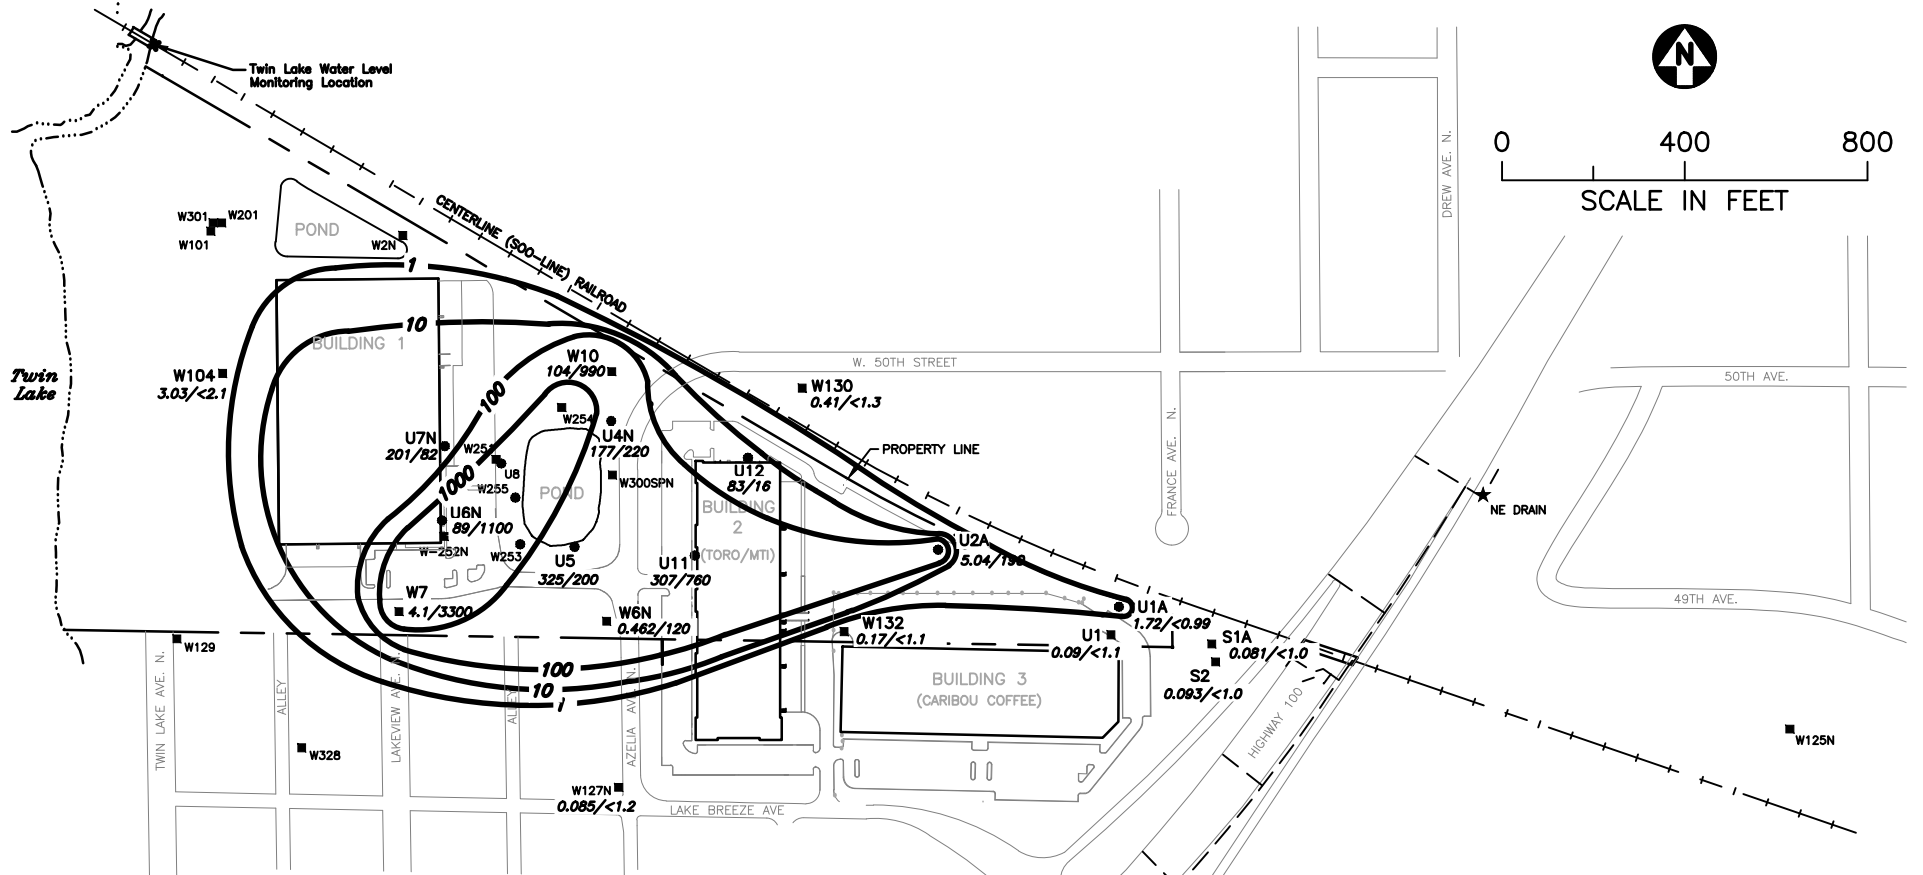 Twin Lake Water Level
Monitoring Location
N
0 400 800
SCALE IN FEET
DREW AVE. N.
CENTERLINE (SOO-LINE) RAILROAD
W301
W201
W101
POND
W2N
1
10
BUILDING 1
W. 50TH STREET
50TH AVE.
Twin
Lake
W104
3.03/<2.1
W10
104/990
W130
0.41/<1.3
100
W254
U4N
177/220
U7N
201/82
W251
U8
1000
W255
POND
W300SPN
U12
83/16
PROPERTY LINE
FRANCE AVE. N.
BUILDING
2
(TORO/MTI)
NE DRAIN
U6N
89/1100
W-252N
W253
U5
325/200
U11
307/760
U2A
5.04/190
W7
4.1/3300
W6N
0.462/120
W132
0.17/<1.1
U1A
1.72/<0.99
U1
0.09/<1.1
S1A
0.081/<1.0
S2
0.093/<1.0
49TH AVE.
W129
100
10
1
BUILDING 3
(CARIBOU COFFEE)
TWIN LAKE AVE. N.
ALLEY
LAKEVIEW AVE. N.
ALLEY
AZELIA AVE. N.
HIGHWAY 100
W328
W125N
W127N
0.085/<1.2
LAKE BREEZE AVE